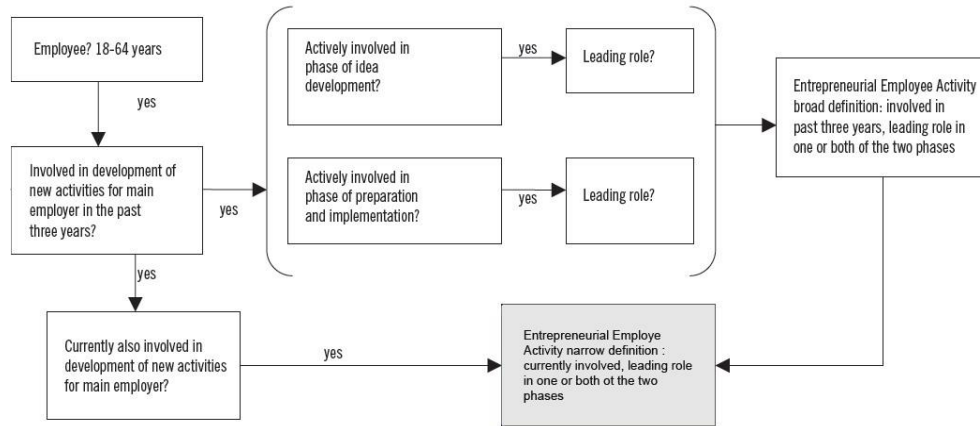 Employee? 18-64 years
yes
Involved in development of
new activities for main
employer in the past
three years?
yes
Actively involved in
phase of idea
development?
yes
Leading role?
Actively involved in
phase of preparation
and implementation?
yes
Leading role?
Entrepreneurial Employee Activity
broad definition: involved in
past three years, leading role in
one or both of the two phases
yes
Currently also involved in
development of new activities
for main employer?
yes
Entrepreneurial Employe
Activity narrow definition :
currently involved, leading role
in one or both ot the two
phases